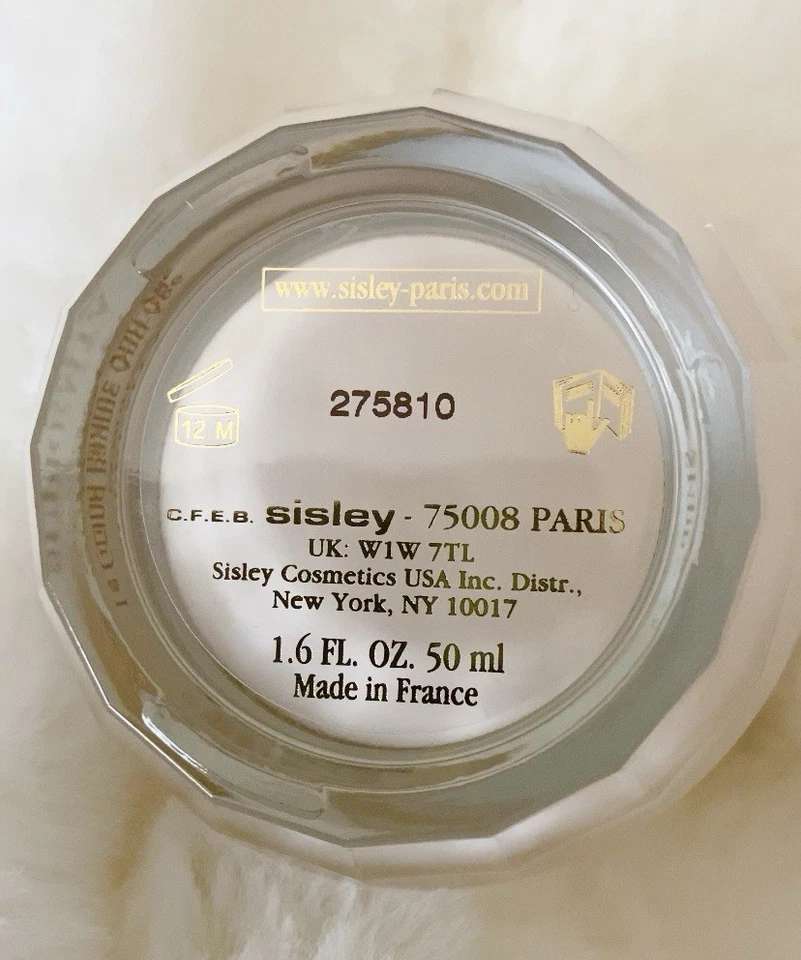 www.sisley-paris.com
275810
12 M
C.F.E.B. sisley - 75008 PARIS
UK: W1W 7TL
Sisley Cosmetics USA Inc. Distr.,
New York, NY 10017
1.6 FL. OZ. 50 ml
Made in France